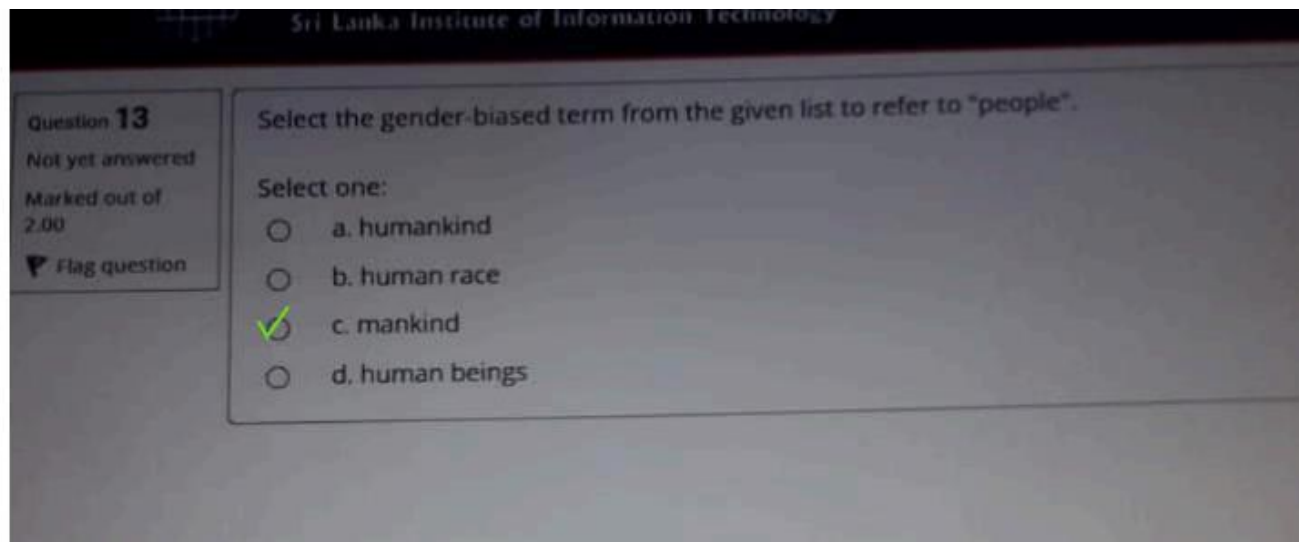 Sri Lanka Institute of Information Technology
Question 13
Not yet answered
Marked out of
2.00
Flag question
Select the gender-biased term from the given list to refer to "people".
Select one:
a. humankind
b. human race
c. mankind
d. human beings